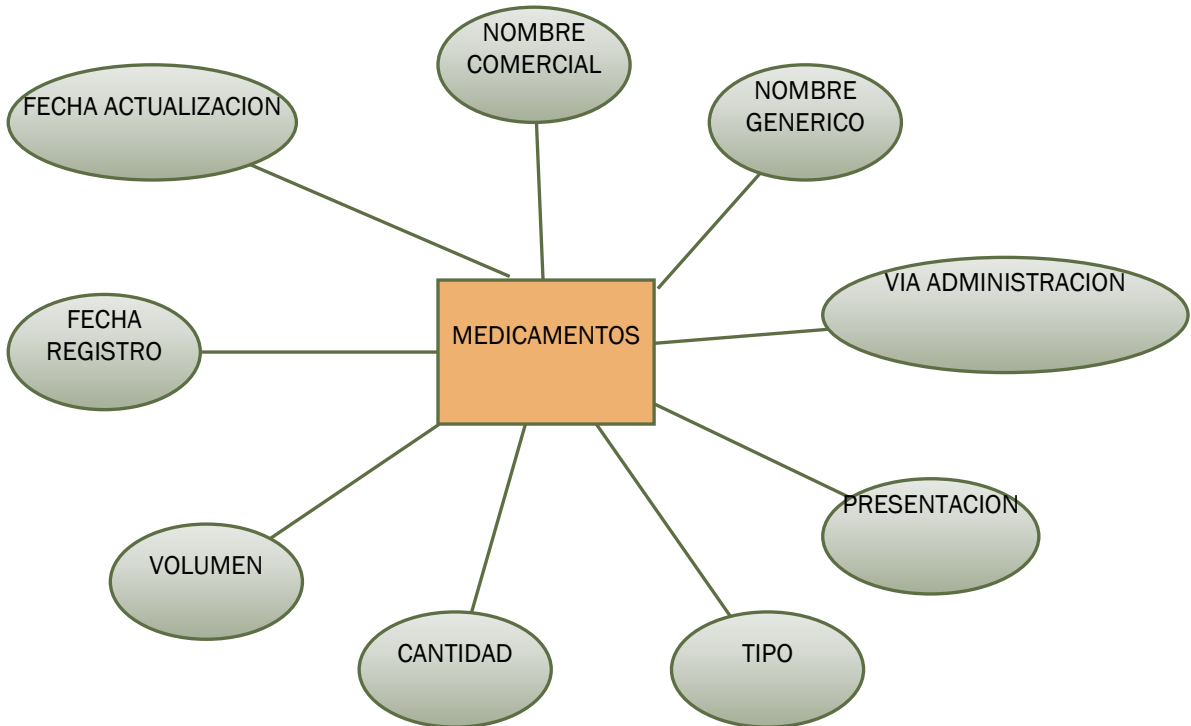 NOMBRE
COMERCIAL
FECHA ACTUALIZACION
NOMBRE
GENERICO
VIA ADMINISTRACION
FECHA
REGISTRO
MEDICAMENTOS
PRESENTACION
VOLUMEN
CANTIDAD
TIPO